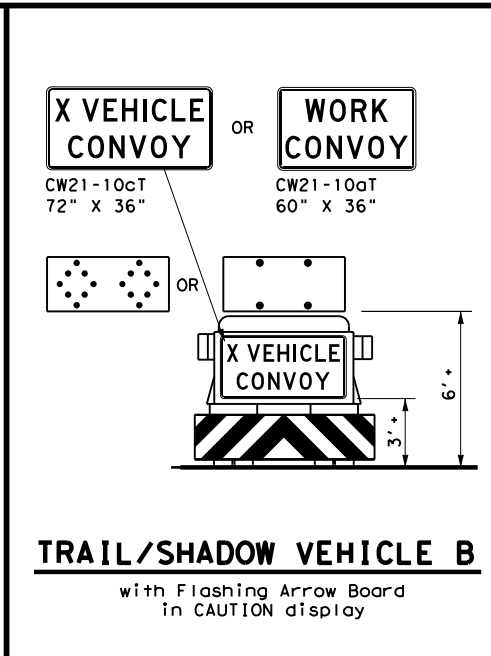 X VEHICLE
CONVOY
OR
WORK
CONVOY
CW21-10cT
72" X 36"
CW21-10aT
60" X 36"
OR
X VEHICLE
CONVOY
6'+
3'+
TRAIL/SHADOW VEHICLE B
with Flashing Arrow Board
in CAUTION display